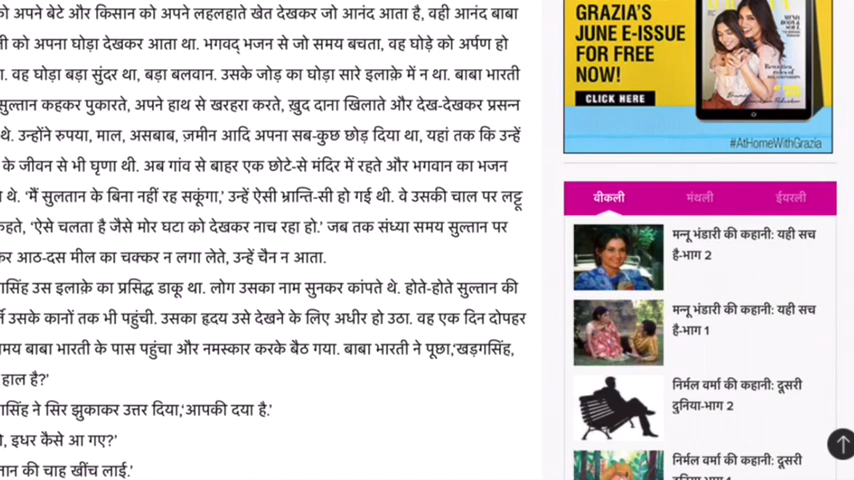 को अपने बेटे और किसान को अपने लहलहाते खेत देखकर जो आनंद आता है, वही आनंद बाबा
को अपना घोड़ा देखकर आता था. भगवद् भजन से जो समय बचता, वह घोड़े को अर्पण हो
वह घोड़ा बड़ा सुंदर था, बड़ा बलवान. उसके जोड़ का घोड़ा सारे इलाक़े में न था. बाबा भारती
सुल्तान कहकर पुकारते, अपने हाथ से खरहरा करते, ख़ुद दाना खिलाते और देख-देखकर प्रसन्न
थे. उन्होंने रुपया, माल, असबाब, ज़मीन आदि अपना सब-कुछ छोड़ दिया था, यहां तक कि उन्हें
के जीवन से भी घृणा थी. अब गांव से बाहर एक छोटे-से मंदिर में रहते और भगवान का भजन
थे. ‘मैं सुलतान के बिना नहीं रह सकूंगा,’ उन्हें ऐसी भ्रान्ति-सी हो गई थी. वे उसकी चाल पर लट्टू
कहते, ‘ऐसे चलता है जैसे मोर घटा को देखकर नाच रहा हो.’ जब तक संध्या समय सुल्तान पर
कर आठ-दस मील का चक्कर न लगा लेते, उन्हें चैन न आता.
गसिंह उस इलाक़े का प्रसिद्ध डाकू था. लोग उसका नाम सुनकर कांपते थे. होते-होते सुल्तान की
उसके कानों तक भी पहुंची. उसका हृदय उसे देखने के लिए अधीर हो उठा. वह एक दिन दोपहर
मय बाबा भारती के पास पहुंचा और नमस्कार करके बैठ गया. बाबा भारती ने पूछा,‘खड़गसिंह,
हाल है?’
गसिंह ने सिर झुकाकर उत्तर दिया,‘आपकी दया है.’
इधर कैसे आ गए?’
तान की चाह खींच लाई.’
GRAZIA'S
JUNE E-ISSUE
FOR FREE
NOW!
CLICK HERE
#AtHomeWithGrazia
वीकली मंथली ईयरली
मन्नू भंडारी की कहानी: यही सच
है-भाग 2
मन्नू भंडारी की कहानी: यही सच
है-भाग 1
निर्मल वर्मा की कहानी: दूसरी
दुनिया-भाग 2
निर्मल वर्मा की कहानी: दूसरी